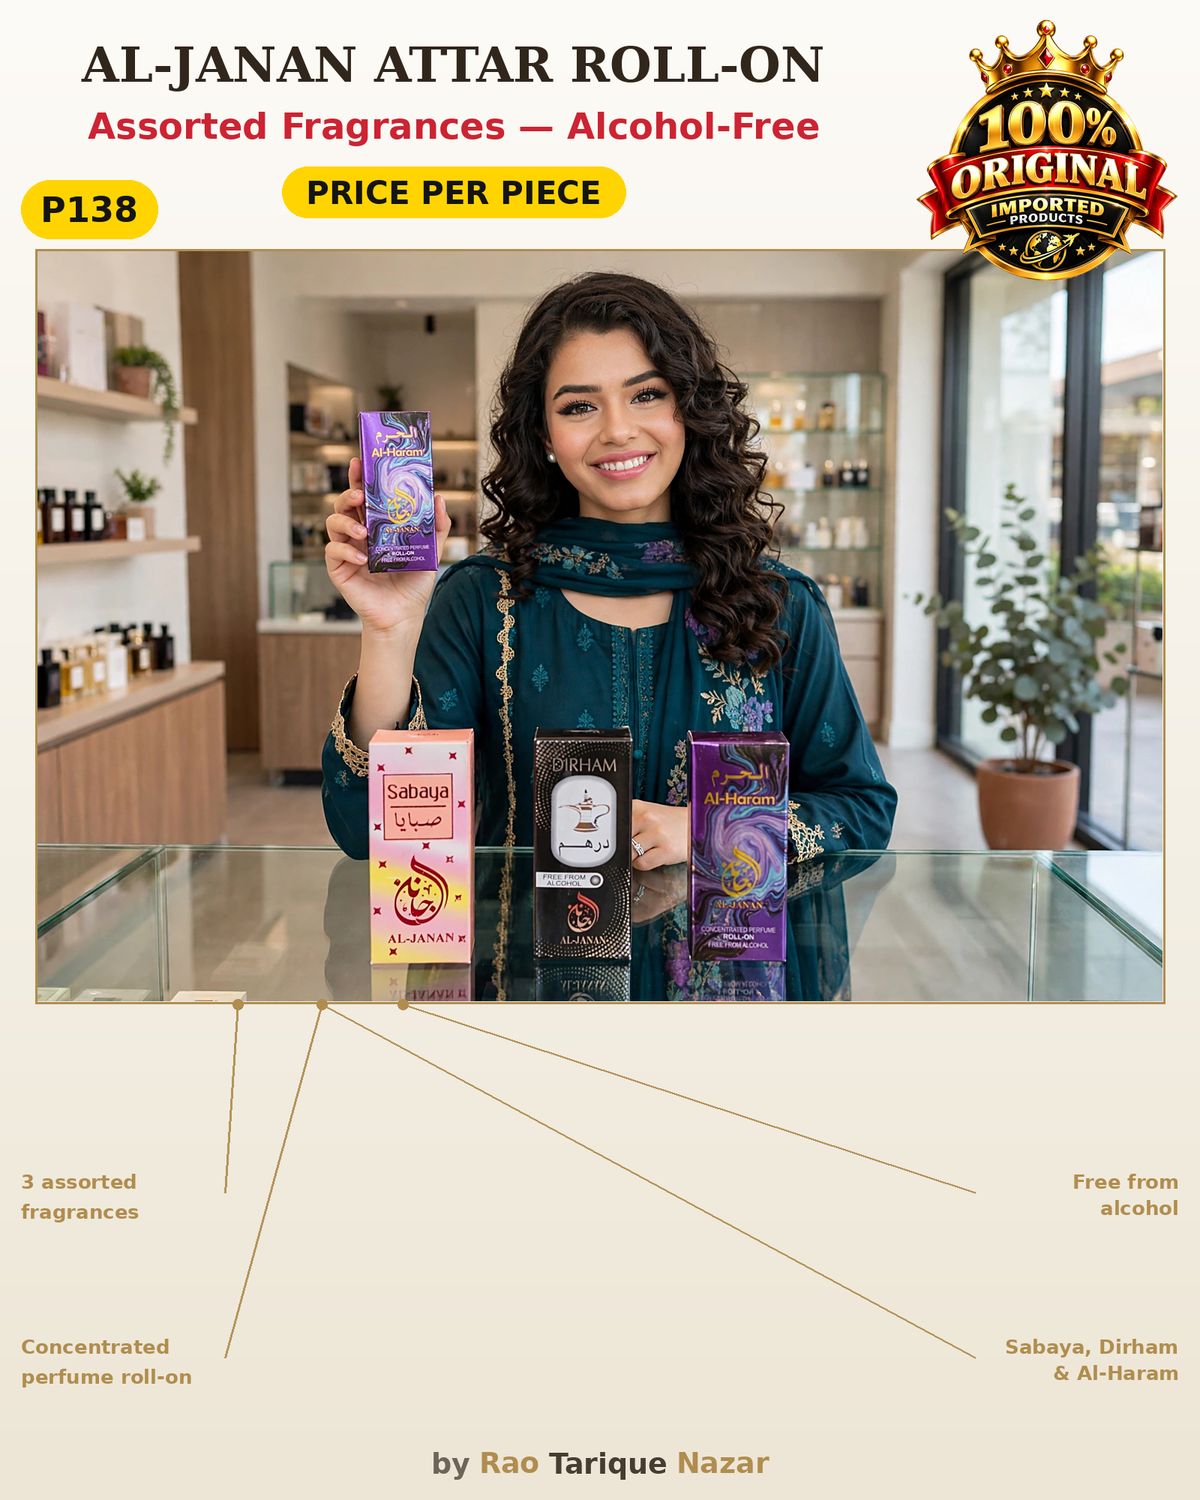 AL-JANAN ATTAR ROLL-ON
Assorted Fragrances — Alcohol-Free
P138
PRICE PER PIECE
100%
ORIGINAL
IMPORTED
PRODUCTS
الحرم
Al-Haram
AL-JANAN
CONCENTRATED PERFUME
ROLL-ON
FREE FROM ALCOHOL
Sabaya
صبايا
AL-JANAN
DIRHAM
درهم
FREE FROM
ALCOHOL
AL-JANAN
الحرم
Al-Haram
AL-JANAN
CONCENTRATED PERFUME
ROLL-ON
FREE FROM ALCOHOL
3 assorted
fragrances
Free from
alcohol
Concentrated
perfume roll-on
Sabaya, Dirham
& Al-Haram
by Rao Tarique Nazar